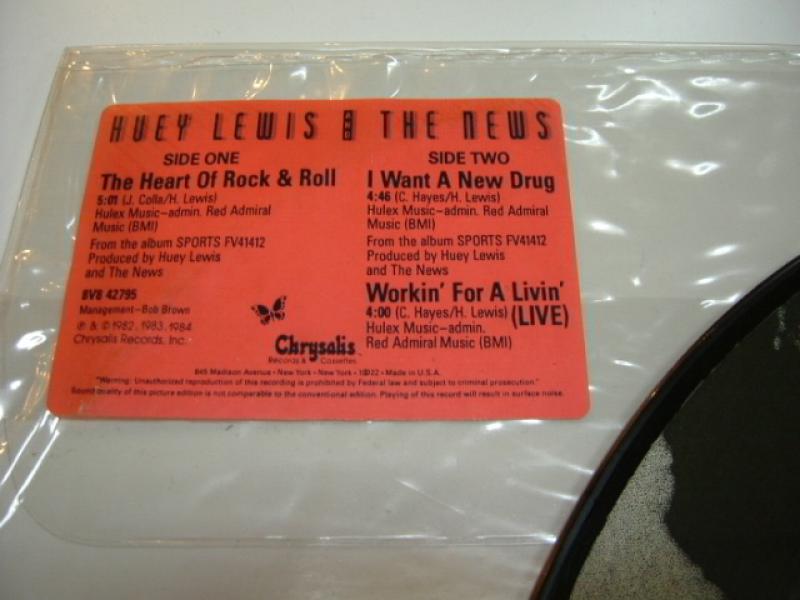 HUEY LEWIS AND THE NEWS
SIDE ONE
The Heart Of Rock & Roll
5:01 (J. Colla/H. Lewis)
Hulex Music—admin. Red Admiral
Music (BMI)
From the album SPORTS FV41412
Produced by Huey Lewis
and The News
8V8 42795
Management—Bob Brown
℗ & © 1982, 1983, 1984
Chrysalis Records, Inc.
SIDE TWO
I Want A New Drug
4:46 (C. Hayes/H. Lewis)
Hulex Music—admin. Red Admiral
Music (BMI)
From the album SPORTS FV41412
Produced by Huey Lewis
and The News
Workin' For A Livin'
4:00 (C. Hayes/H. Lewis) (LIVE)
Hulex Music—admin.
Red Admiral Music (BMI)
Chrysalis
Records & Cassettes
645 Madison Avenue • New York • New York • 10022 • Made in U.S.A.
"Warning: Unauthorized reproduction of this recording is prohibited by Federal law and subject to criminal prosecution."
Sound quality of this picture edition is not comparable to the conventional edition. Playing of this record will result in surface noise.